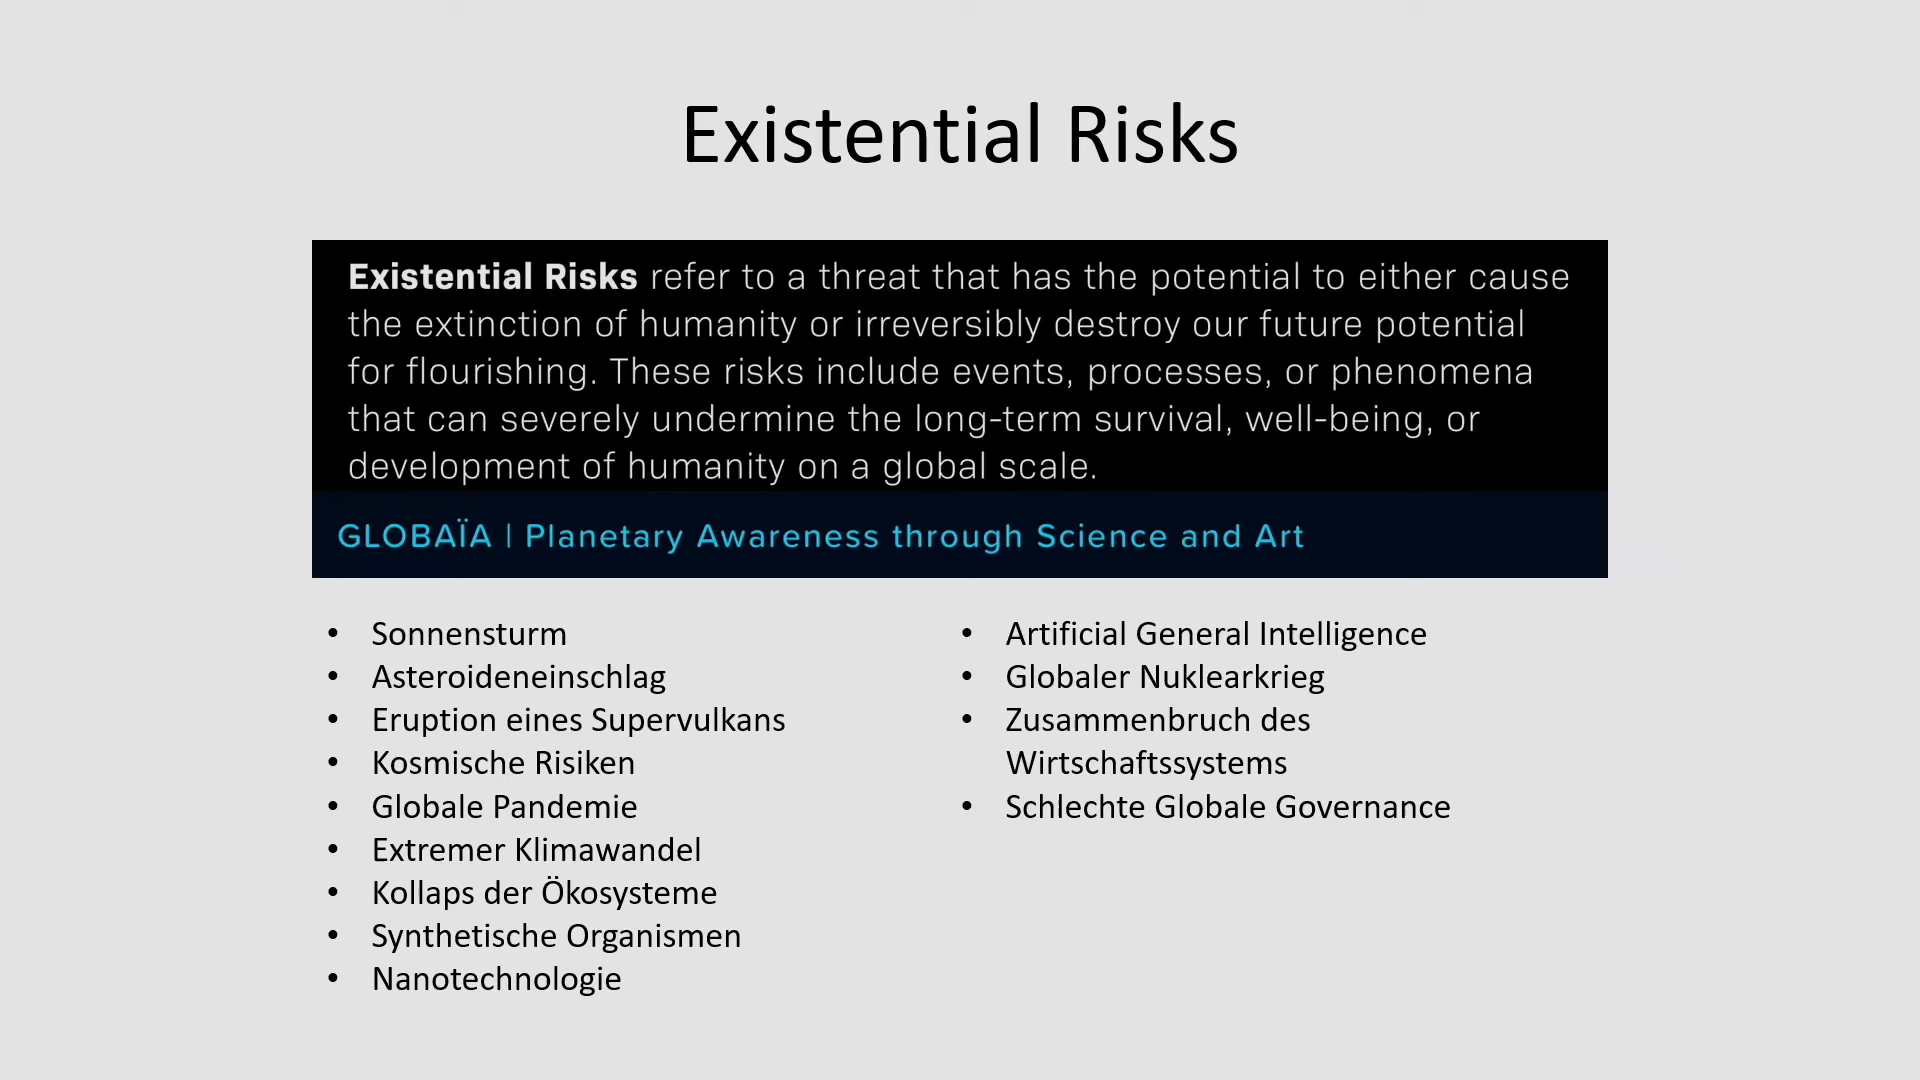 Existential Risks
Existential Risks refer to a threat that has the potential to either cause
the extinction of humanity or irreversibly destroy our future potential
for flourishing. These risks include events, processes, or phenomena
that can severely undermine the long-term survival, well-being, or
development of humanity on a global scale.
GLOBAÏA | Planetary Awareness through Science and Art
• Sonnensturm
• Asteroideneinschlag
• Eruption eines Supervulkans
• Kosmische Risiken
• Globale Pandemie
• Extremer Klimawandel
• Kollaps der Ökosysteme
• Synthetische Organismen
• Nanotechnologie
• Artificial General Intelligence
• Globaler Nuklearkrieg
• Zusammenbruch des
Wirtschaftssystems
• Schlechte Globale Governance